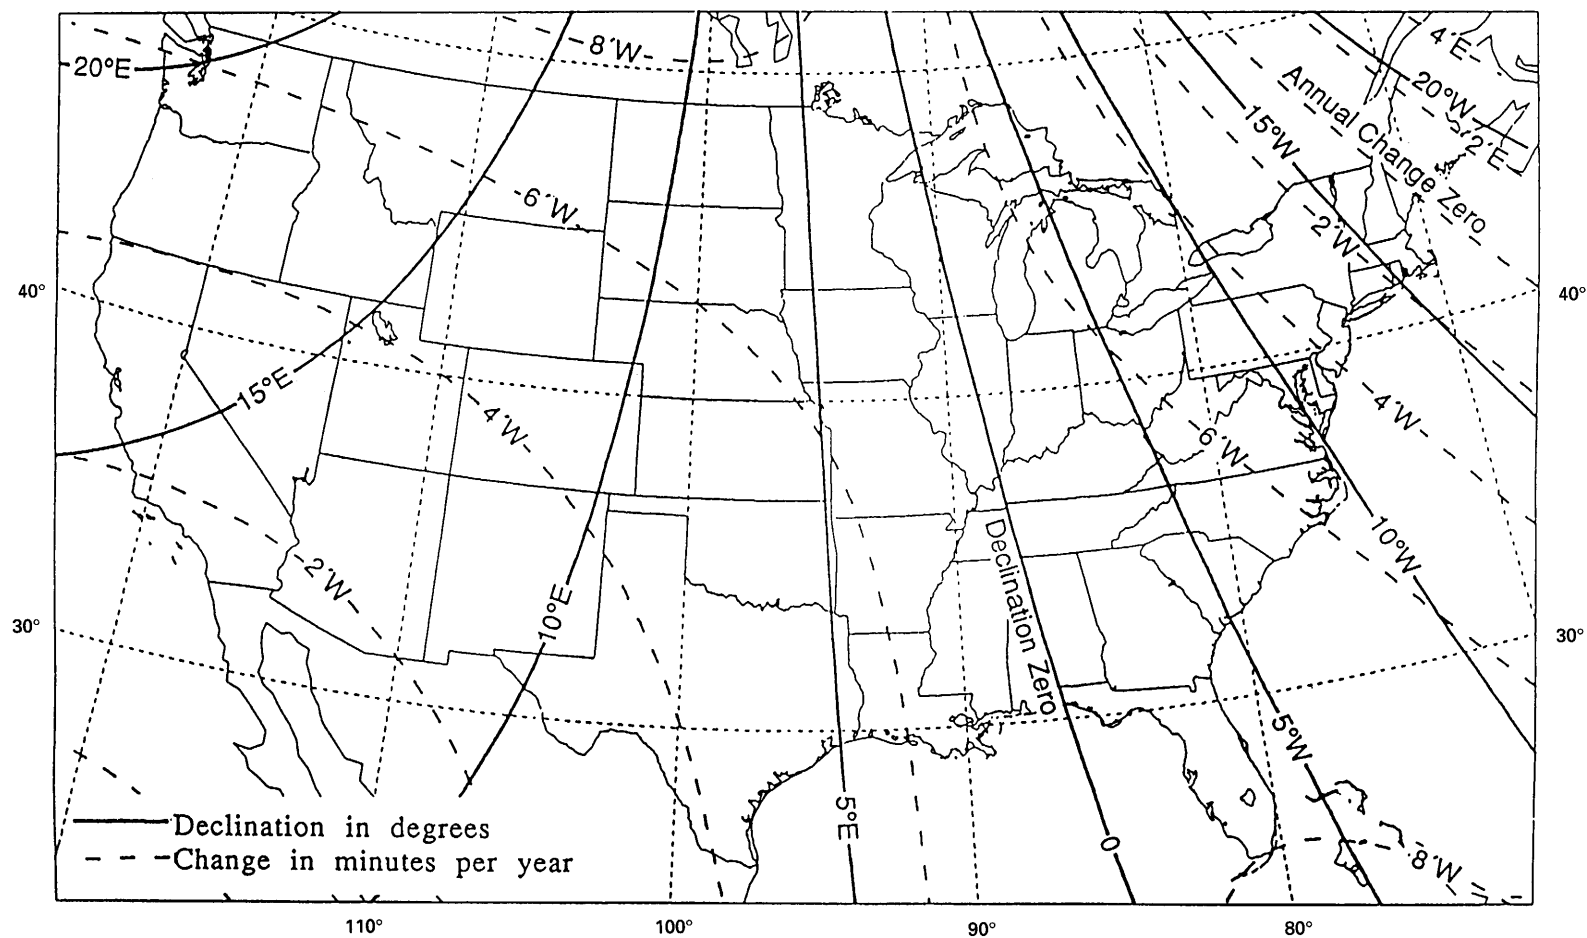 8'W
4'E
20°E
20°W
Annual Change Zero
15°W
2'E
6'W
2'W
40°
40°
15°E
4'W
4'W
6'W
Declination Zero
10°W
2'W
10°E
30°
30°
5°W
5°E
Declination in degrees
0
Change in minutes per year
8'W
110°
100°
90°
80°